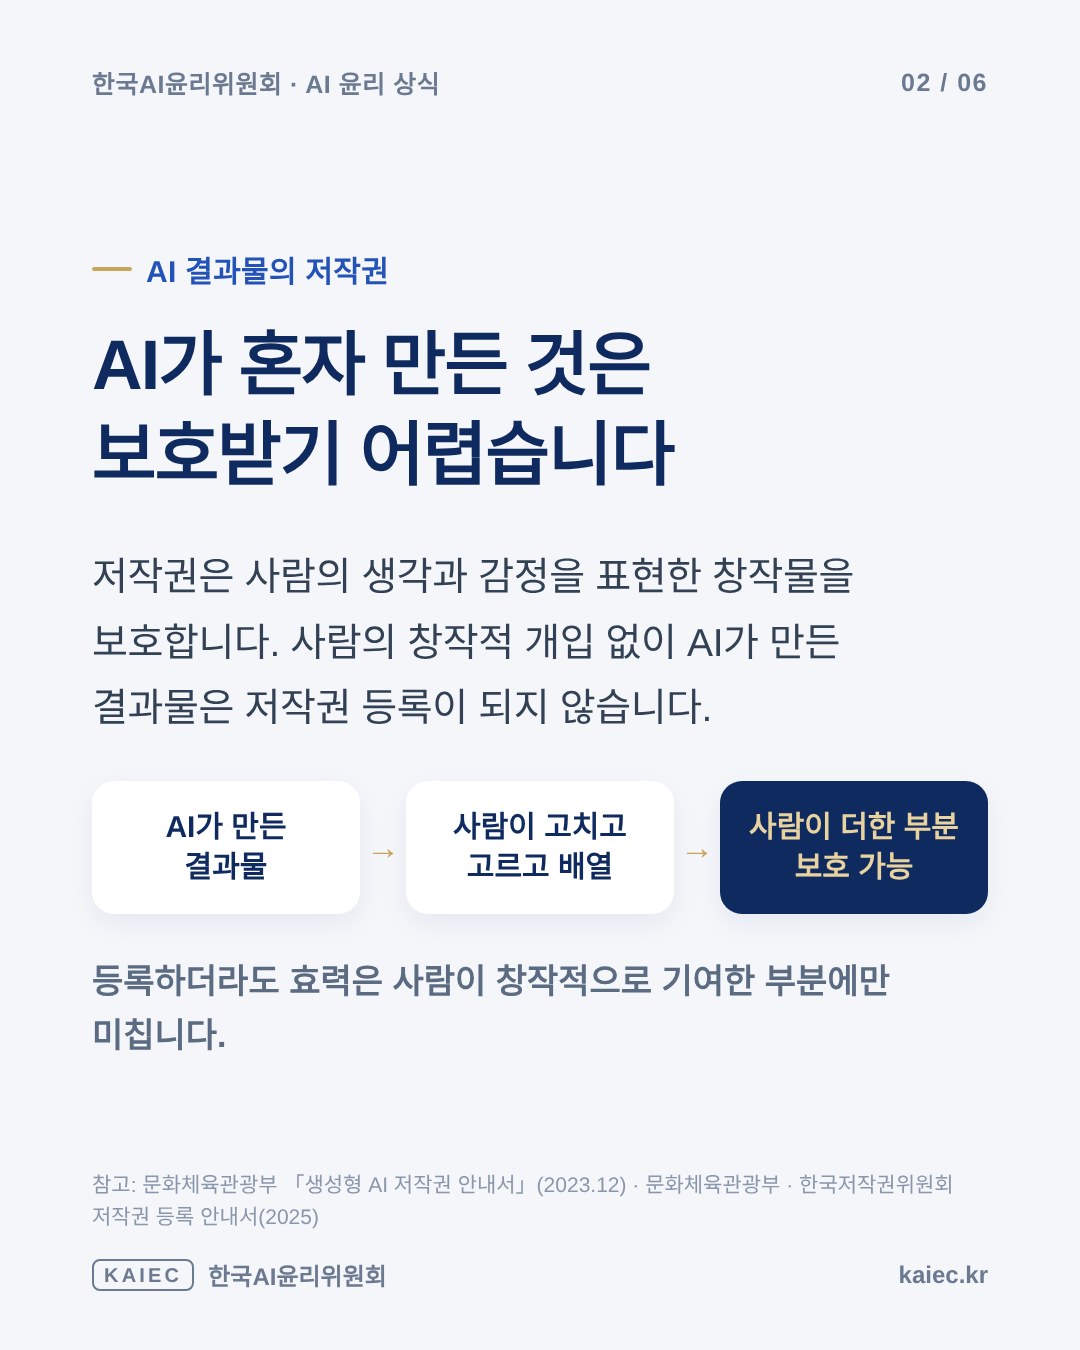 한국AI윤리위원회 · AI 윤리 상식
02 / 06
AI 결과물의 저작권
AI가 혼자 만든 것은
보호받기 어렵습니다
저작권은 사람의 생각과 감정을 표현한 창작물을
보호합니다. 사람의 창작적 개입 없이 AI가 만든
결과물은 저작권 등록이 되지 않습니다.
AI가 만든
결과물
→
사람이 고치고
고르고 배열
→
사람이 더한 부분
보호 가능
등록하더라도 효력은 사람이 창작적으로 기여한 부분에만
미칩니다.
참고: 문화체육관광부 「생성형 AI 저작권 안내서」(2023.12) · 문화체육관광부 · 한국저작권위원회
저작권 등록 안내서(2025)
KAIEC 한국AI윤리위원회
kaiec.kr